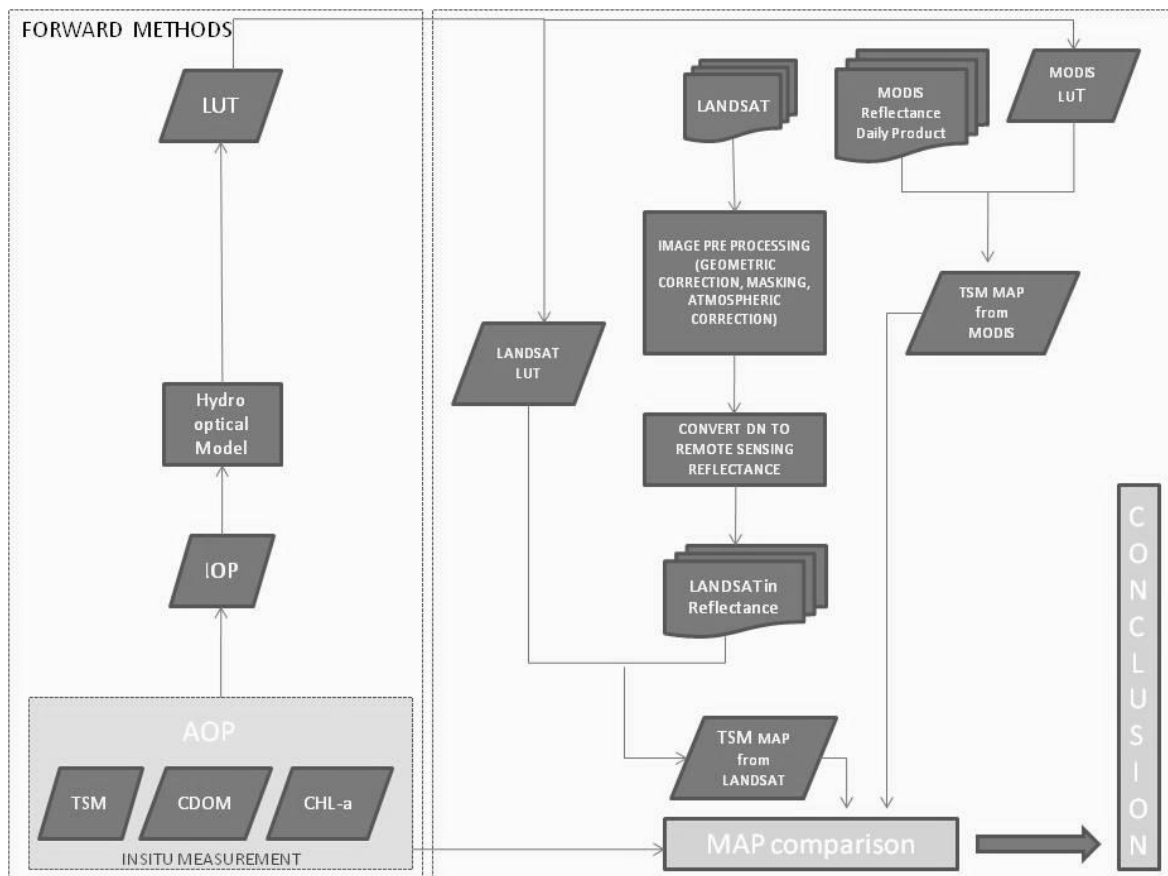 FORWARD METHODS
LUT
Hydro
optical
Model
IOP
AOP
TSM
CDOM
CHL-a
INSITU MEASUREMENT
LANDSAT
MODIS
Reflectance
Daily Product
MODIS
LUT
IMAGE PRE PROCESSING
(GEOMETRIC
CORRECTION, MASKING,
ATMOSPHERIC
CORRECTION)
TSM MAP
from
MODIS
LANDSAT
LUT
CONVERT DN TO
REMOTE SENSING
REFLECTANCE
LANDSAT in
Reflectance
TSM MAP
from
LANDSAT
MAP comparison
CONCLUSION